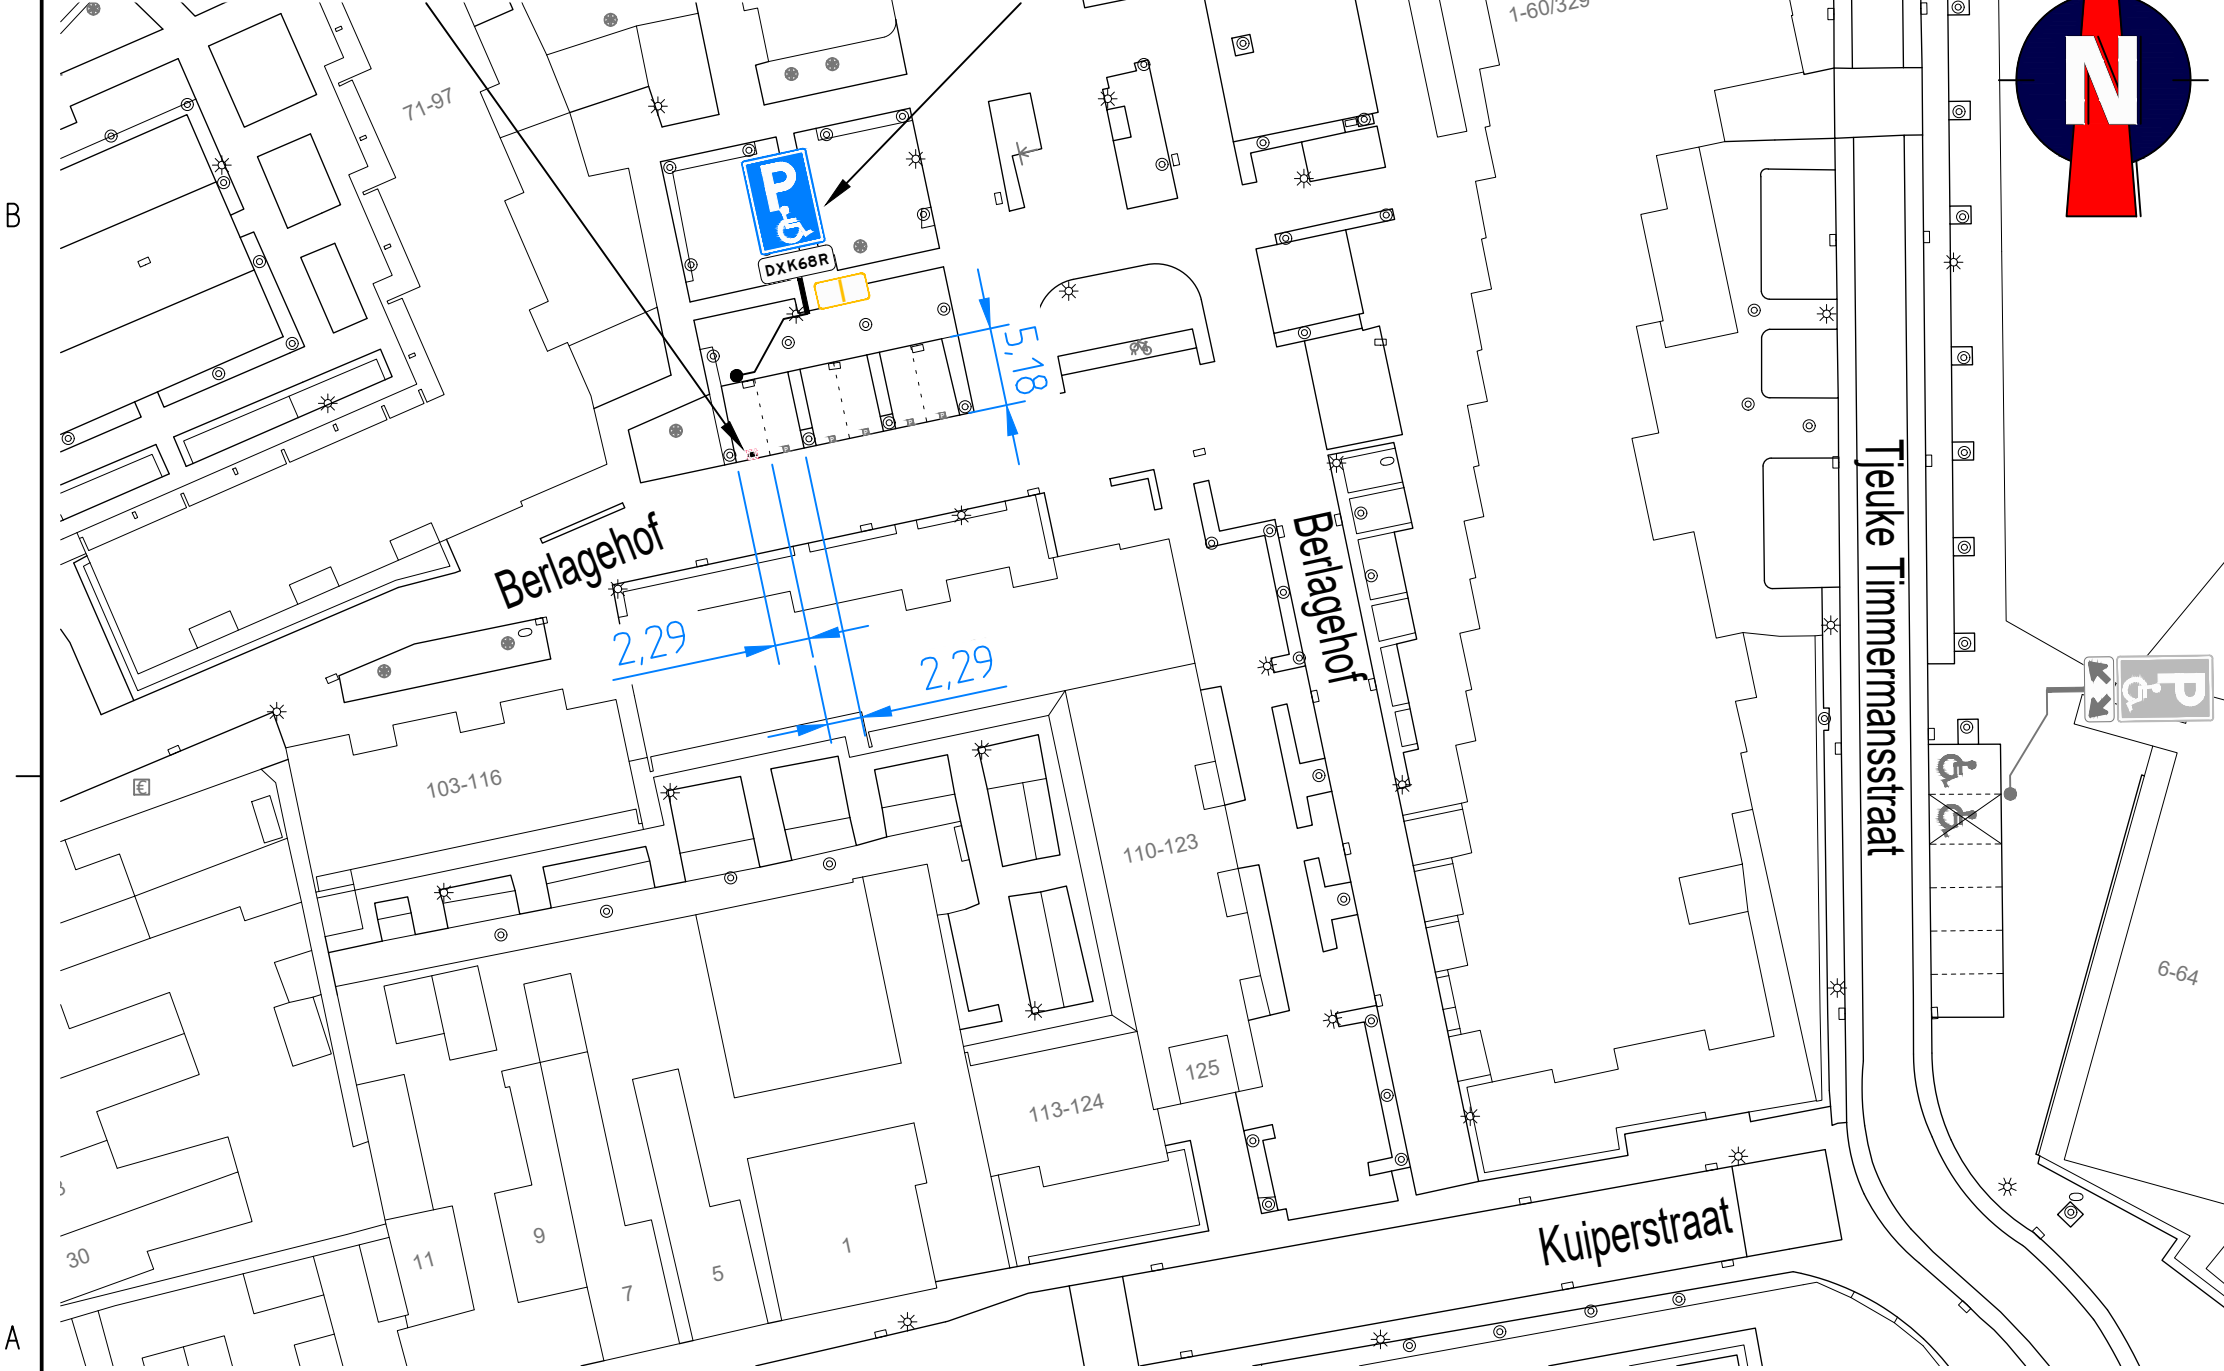 1-60/329
N
71-97
B
P
DXK68R
5,18
Berlagehof
Berlagehof
Tjeuke Timmermansstraat
2,29
2,29
P
€
103-116
110-123
6-64
125
113-124
30
11
9
7
5
1
Kuiperstraat
A